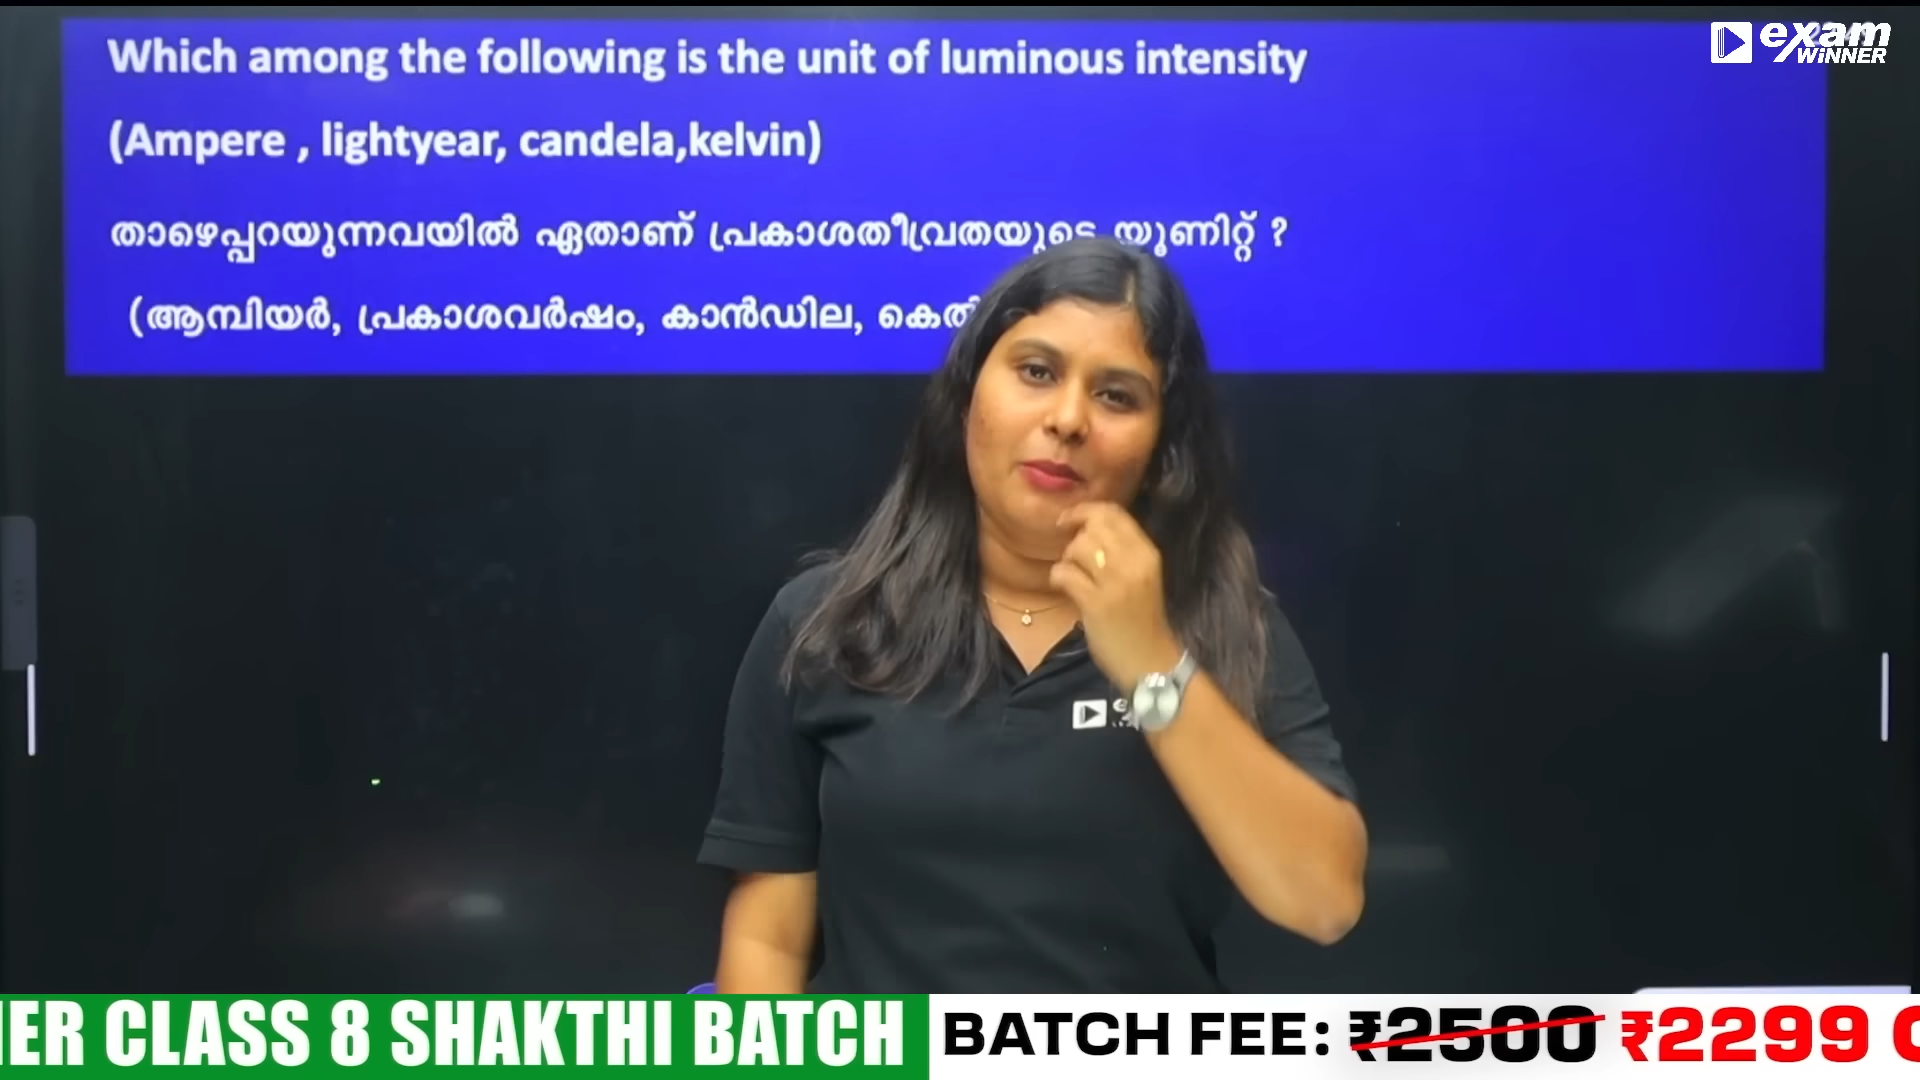 Which among the following is the unit of luminous intensity
(Ampere , lightyear, candela,kelvin)
താഴെപ്പറയുന്നവയിൽ ഏതാണ് പ്രകാശതീവ്രതയുടെ യൂണിറ്റ് ?
(ആമ്പിയർ, പ്രകാശവർഷം, കാൻഡില,
exam
WiNNER
CLASS 8 SHAKTHI BATCH
BATCH FEE: ₹2500 ₹2299